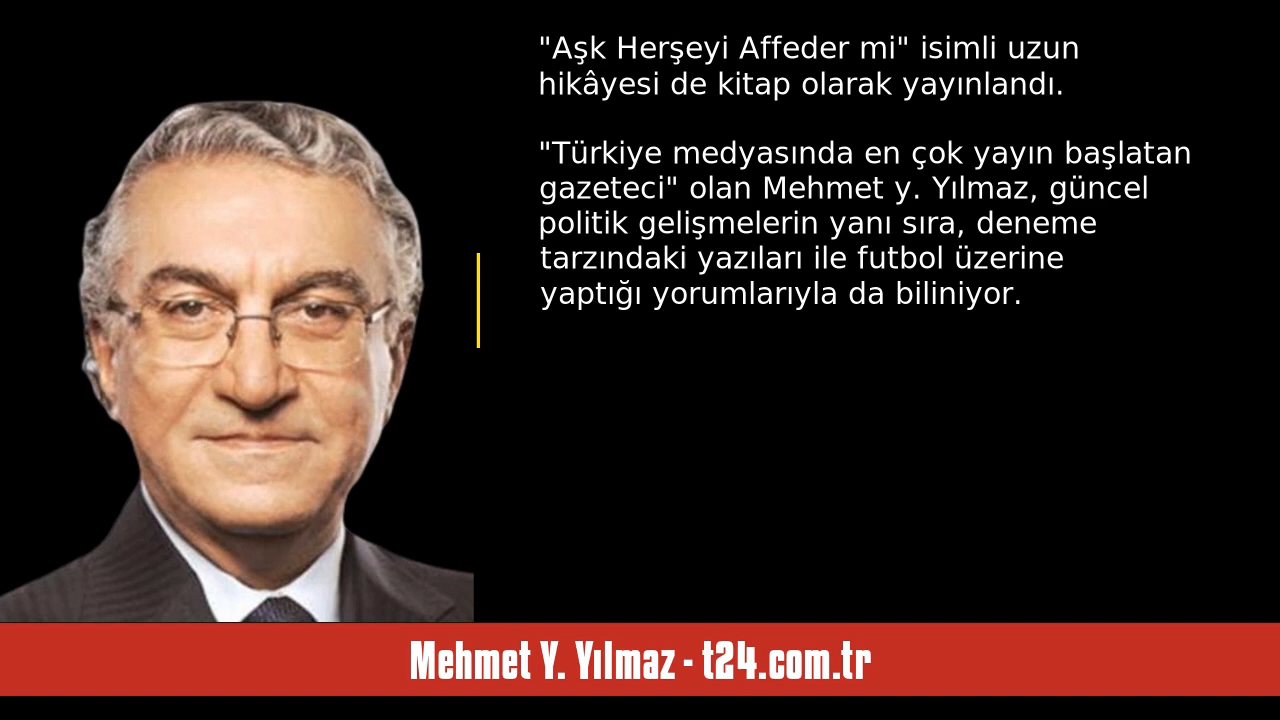 "Aşk Herşeyi Affeder mi" isimli uzun
hikâyesi de kitap olarak yayınlandı.
"Türkiye medyasında en çok yayın başlatan
gazeteci" olan Mehmet y. Yılmaz, güncel
politik gelişmelerin yanı sıra, deneme
tarzındaki yazıları ile futbol üzerine
yaptığı yorumlarıyla da biliniyor.
Mehmet Y. Yılmaz - t24.com.tr